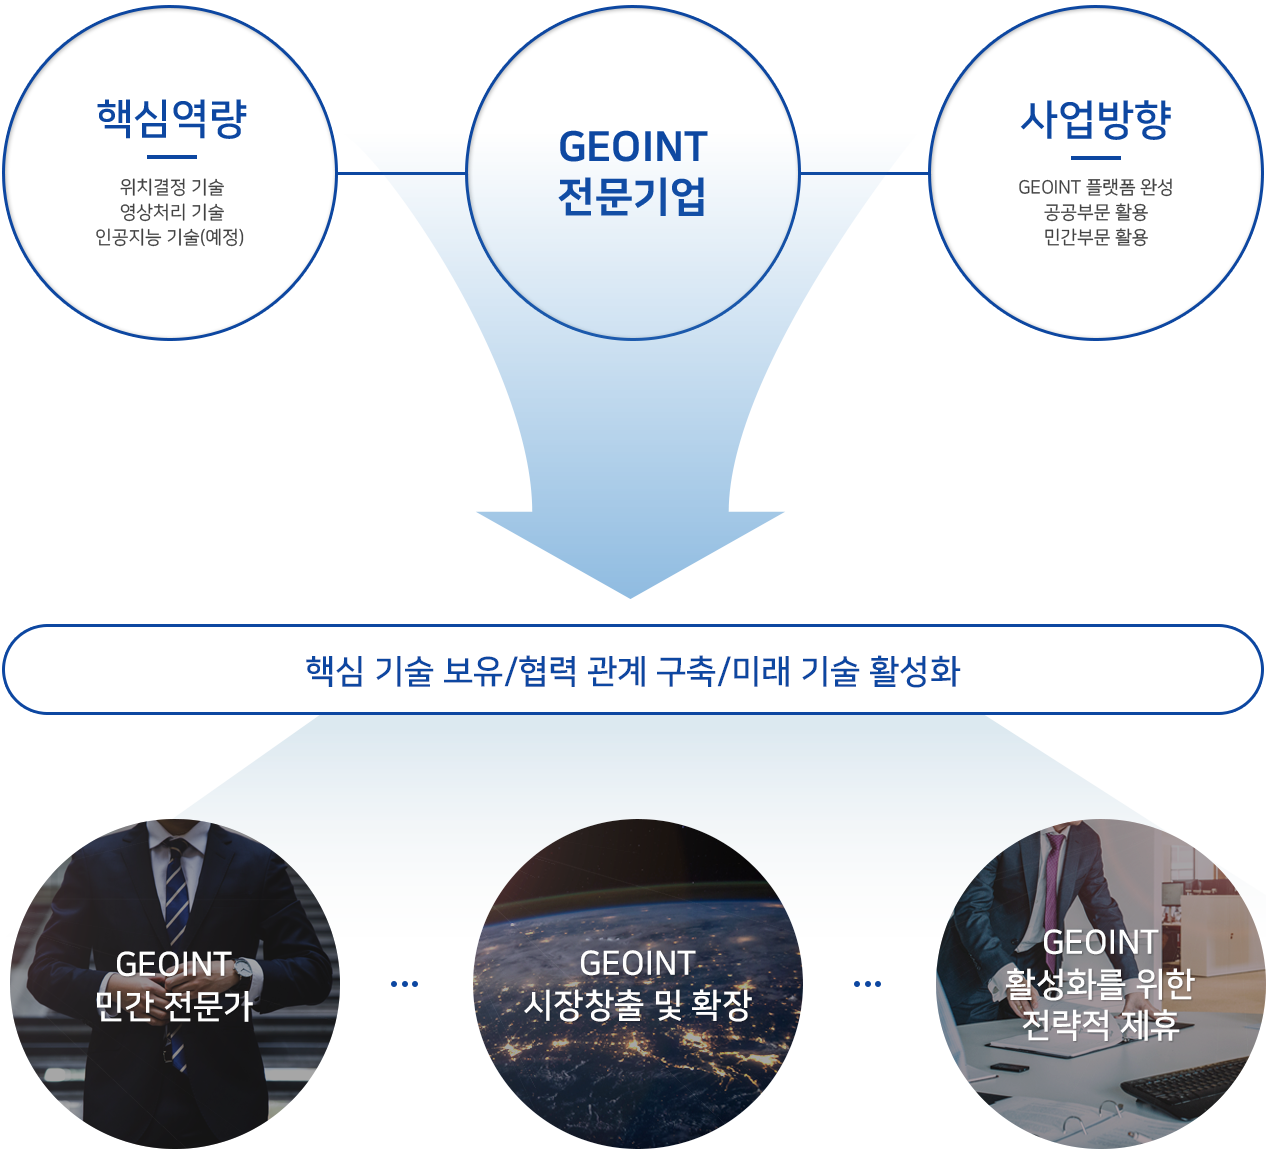 핵심역량
위치결정 기술
영상처리 기술
인공지능 기술(예정)
GEOINT
전문기업
사업방향
GEOINT 플랫폼 완성
공공부문 활용
민간부문 활용
핵심 기술 보유/협력 관계 구축/미래 기술 활성화
GEOINT
민간 전문가
GEOINT
시장창출 및 확장
GEOINT
활성화를 위한
전략적 제휴